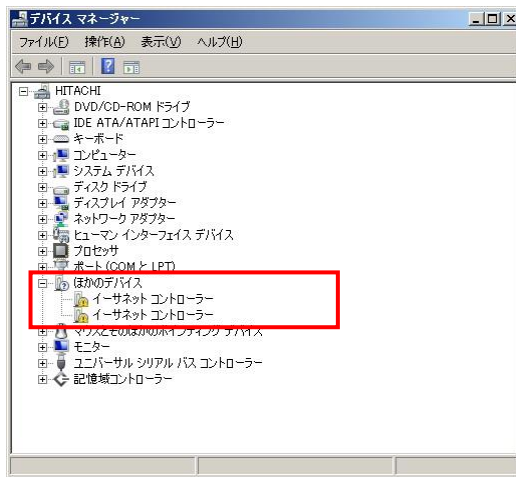 デバイス マネージャー
ファイル(F) 操作(A) 表示(V) ヘルプ(H)
HITACHI
DVD/CD-ROM ドライブ
IDE ATA/ATAPI コントローラー
キーボード
コンピューター
システム デバイス
ディスク ドライブ
ディスプレイ アダプター
ネットワーク アダプター
ヒューマン インターフェイス デバイス
プロセッサ
ポート (COM と LPT)
ほかのデバイス
イーサネット コントローラー
イーサネット コントローラー
マウスとそのほかのポインティング デバイス
モニター
ユニバーサル シリアル バス コントローラー
記憶域コントローラー